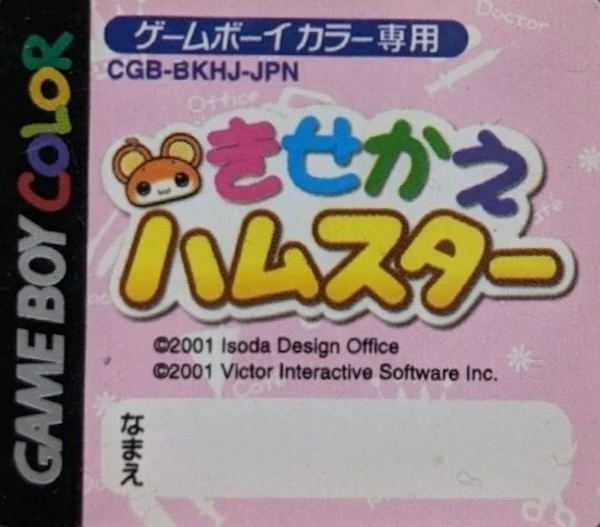 GAME BOY COLOR
ゲームボーイカラー専用
CGB-BKHJ-JPN
Doctor
Office
きせかえ
ハムスター
©2001 Isoda Design Office
©2001 Victor Interactive Software Inc.
なまえ